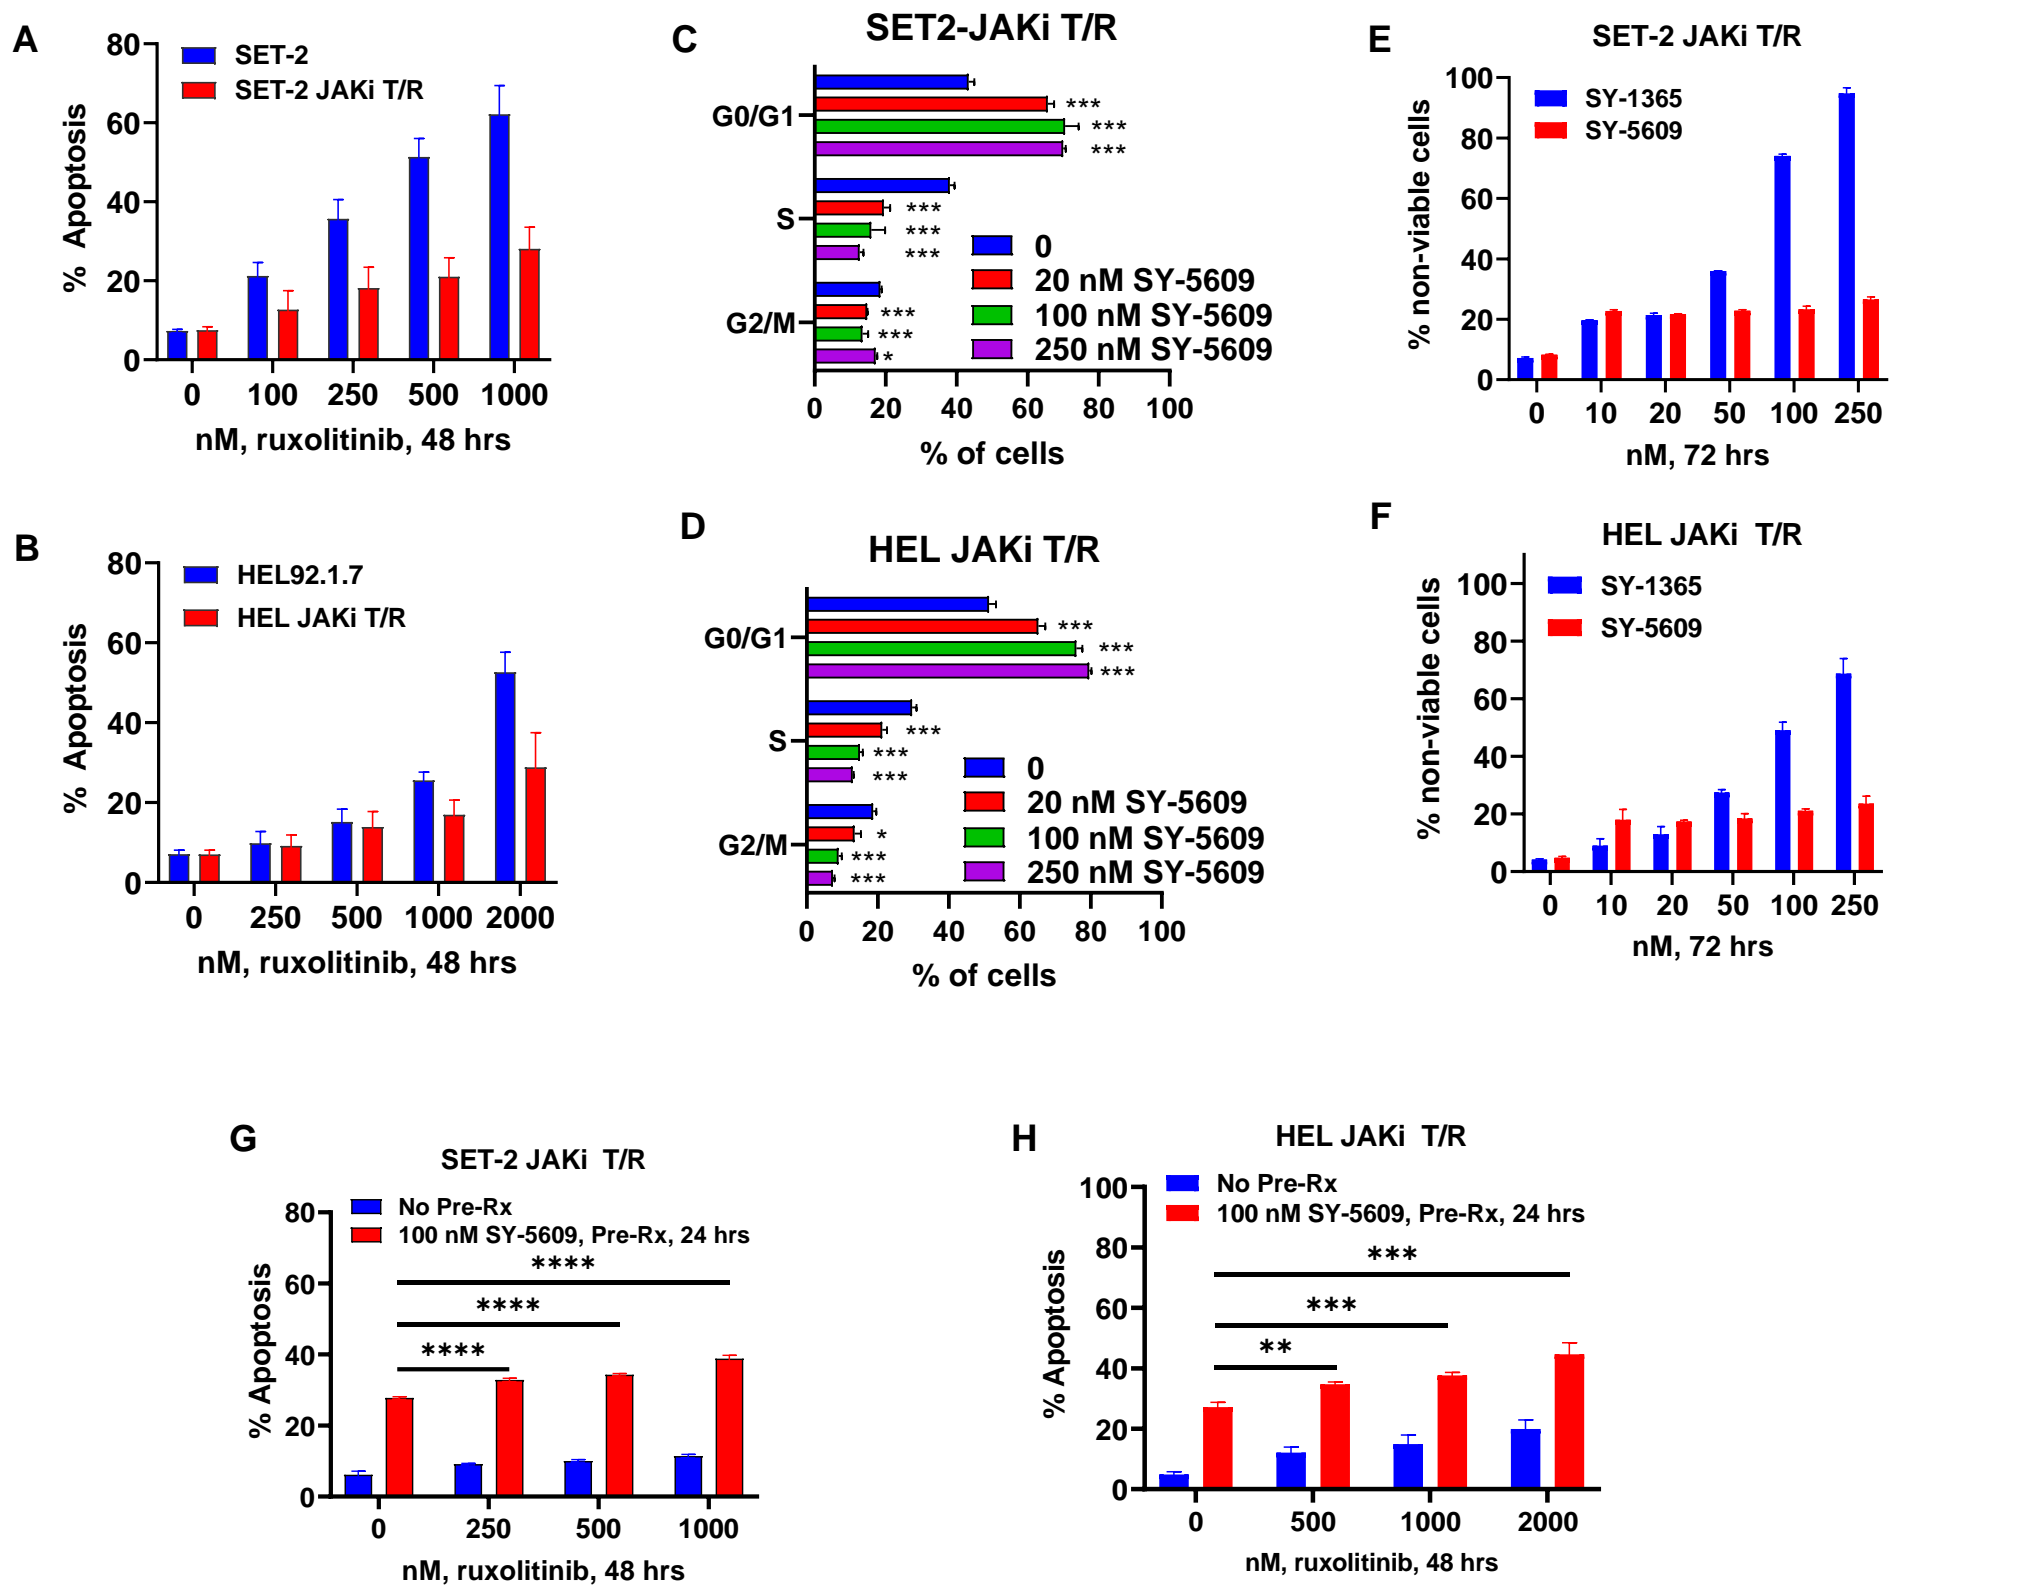 A
80
60
40
20
0
% Apoptosis
SET-2
SET-2 JAKi T/R
0 100 250 500 1000
nM, ruxolitinib, 48 hrs
B
80
60
40
20
0
% Apoptosis
HEL92.1.7
HEL JAKi T/R
0 250 500 1000 2000
nM, ruxolitinib, 48 hrs
C
SET2-JAKi T/R
G0/G1
***
***
***
S
***
***
***
G2/M
***
***
*
0
20 nM SY-5609
100 nM SY-5609
250 nM SY-5609
0 20 40 60 80 100
% of cells
D
HEL JAKi T/R
G0/G1
***
***
***
S
***
***
***
G2/M
*
***
***
0
20 nM SY-5609
100 nM SY-5609
250 nM SY-5609
0 20 40 60 80 100
% of cells
E
SET-2 JAKi T/R
100
80
60
40
20
0
% non-viable cells
SY-1365
SY-5609
0 10 20 50 100 250
nM, 72 hrs
F
HEL JAKi T/R
100
80
60
40
20
0
% non-viable cells
SY-1365
SY-5609
0 10 20 50 100 250
nM, 72 hrs
G
SET-2 JAKi T/R
No Pre-Rx
100 nM SY-5609, Pre-Rx, 24 hrs
80
60
40
20
0
% Apoptosis
****
****
****
0 250 500 1000
nM, ruxolitinib, 48 hrs
H
HEL JAKi T/R
No Pre-Rx
100 nM SY-5609, Pre-Rx, 24 hrs
100
80
60
40
20
0
% Apoptosis
***
***
**
0 500 1000 2000
nM, ruxolitinib, 48 hrs